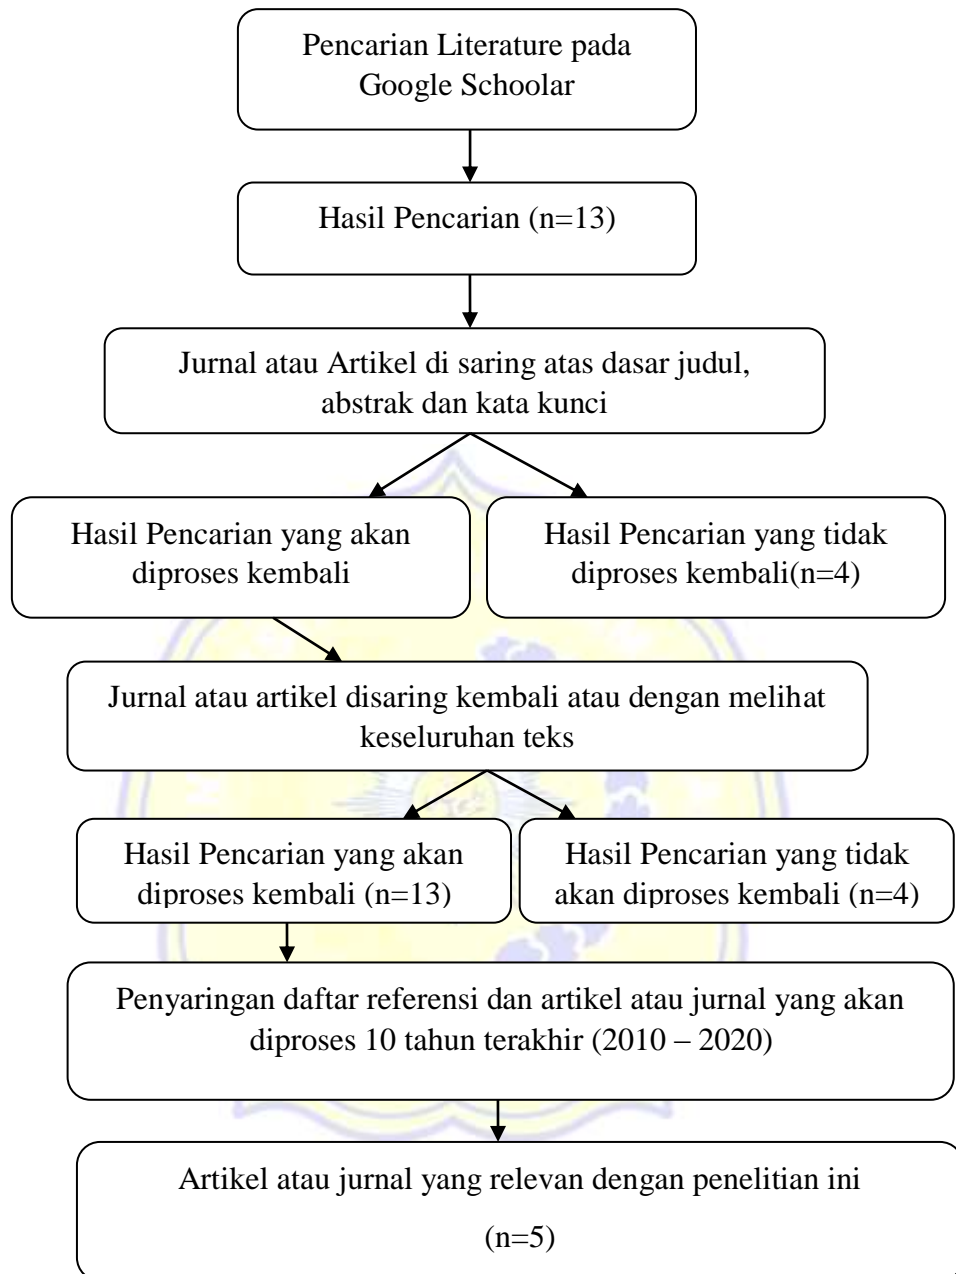 Pencarian Literature pada
Google Schoolar
Hasil Pencarian (n=13)
Jurnal atau Artikel di saring atas dasar judul,
abstrak dan kata kunci
Hasil Pencarian yang akan
diproses kembali
Hasil Pencarian yang tidak
diproses kembali(n=4)
Jurnal atau artikel disaring kembali atau dengan melihat
keseluruhan teks
Hasil Pencarian yang akan
diproses kembali (n=13)
Hasil Pencarian yang tidak
akan diproses kembali (n=4)
Penyaringan daftar referensi dan artikel atau jurnal yang akan
diproses 10 tahun terakhir (2010 – 2020)
Artikel atau jurnal yang relevan dengan penelitian ini
(n=5)